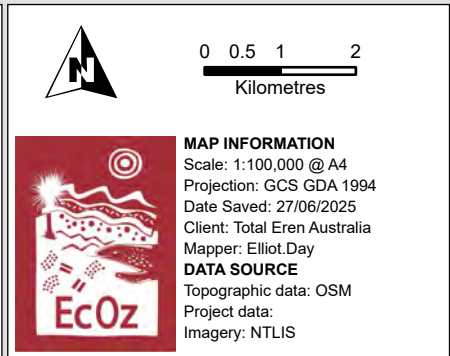 N
0 0.5 1 2
Kilometres
EcOz
MAP INFORMATION
Scale: 1:100,000 @ A4
Projection: GCS GDA 1994
Date Saved: 27/06/2025
Client: Total Eren Australia
Mapper: Elliot.Day
DATA SOURCE
Topographic data: OSM
Project data:
Imagery: NTLIS